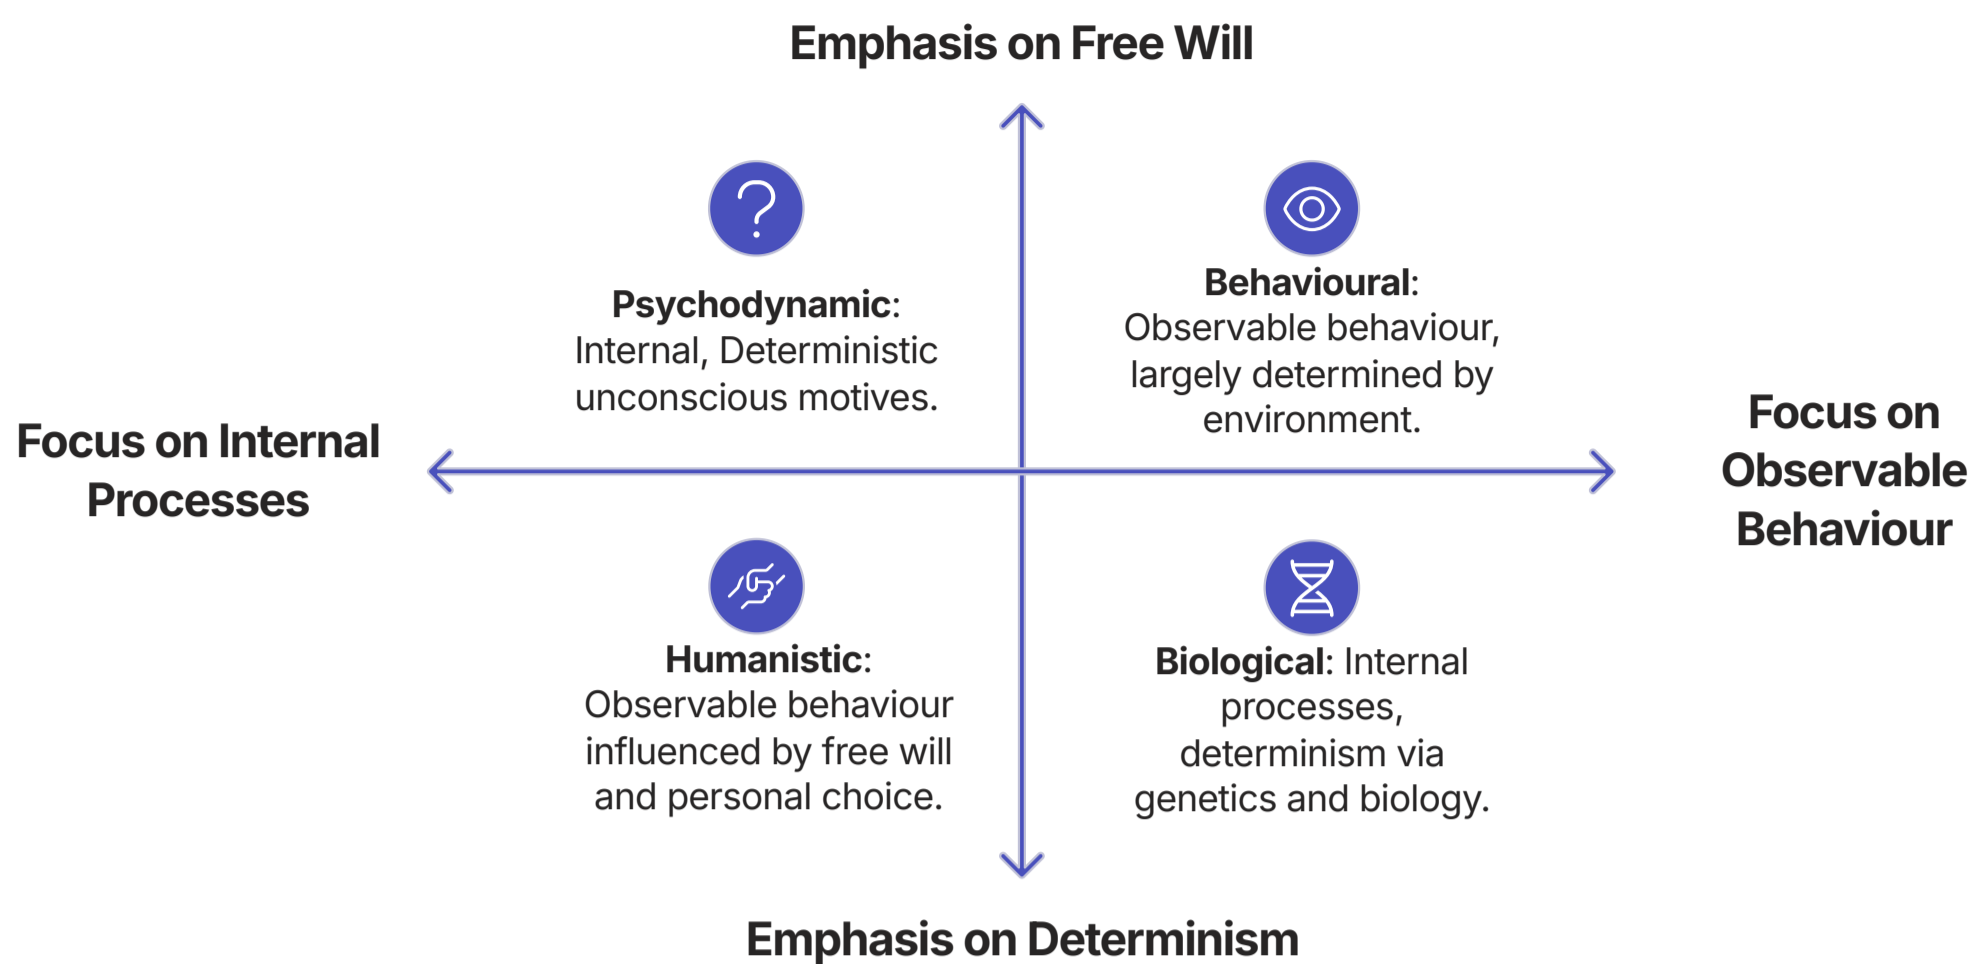 Emphasis on Free Will
Psychodynamic:
Internal, Deterministic
unconscious motives.
Behavioural:
Observable behaviour,
largely determined by
environment.
Focus on Internal
Processes
Focus on
Observable
Behaviour
Humanistic:
Observable behaviour
influenced by free will
and personal choice.
Biological: Internal
processes,
determinism via
genetics and biology.
Emphasis on Determinism